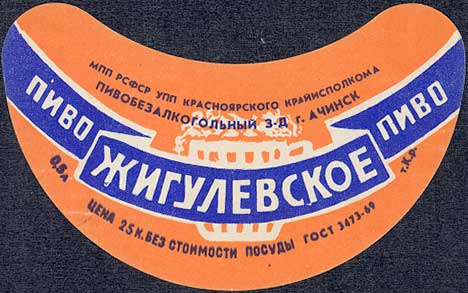 МПП РСФСР УПП КРАСНОЯРСКОГО КРАЙИСПОЛКОМА
ПИВОБЕЗАЛКОГОЛЬНЫЙ З-Д г. АЧИНСК
ПИВО
ПИВО
ЖИГУЛЕВСКОЕ
0,5 л
т.К.р.
ЦЕНА 25 К. БЕЗ СТОИМОСТИ ПОСУДЫ ГОСТ 3473-69